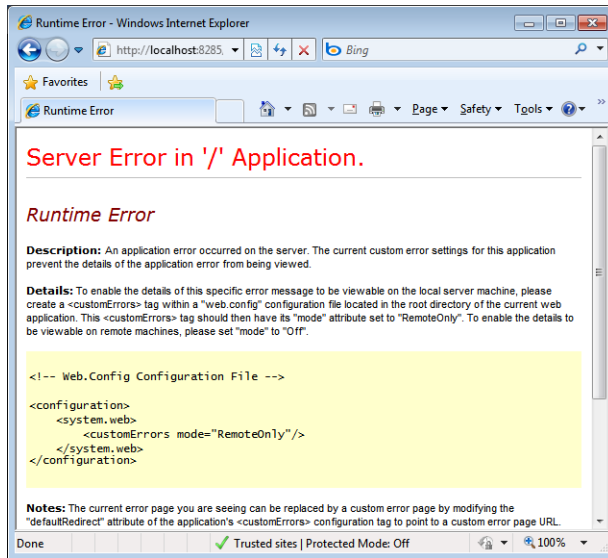 Runtime Error - Windows Internet Explorer
http://localhost:8285,
Bing
Favorites
Runtime Error
Page
Safety
Tools
»
Server Error in '/' Application.
Runtime Error
Description: An application error occurred on the server. The current custom error settings for this application
prevent the details of the application error from being viewed.
Details: To enable the details of this specific error message to be viewable on the local server machine, please
create a <customErrors> tag within a "web.config" configuration file located in the root directory of the current web
application. This <customErrors> tag should then have its "mode" attribute set to "RemoteOnly". To enable the details to
be viewable on remote machines, please set "mode" to "Off".
<!-- Web.Config Configuration File -->
<configuration>
    <system.web>
        <customErrors mode="RemoteOnly"/>
    </system.web>
</configuration>
Notes: The current error page you are seeing can be replaced by a custom error page by modifying the
"defaultRedirect" attribute of the application's <customErrors> configuration tag to point to a custom error page URL.
Done
Trusted sites | Protected Mode: Off
100%